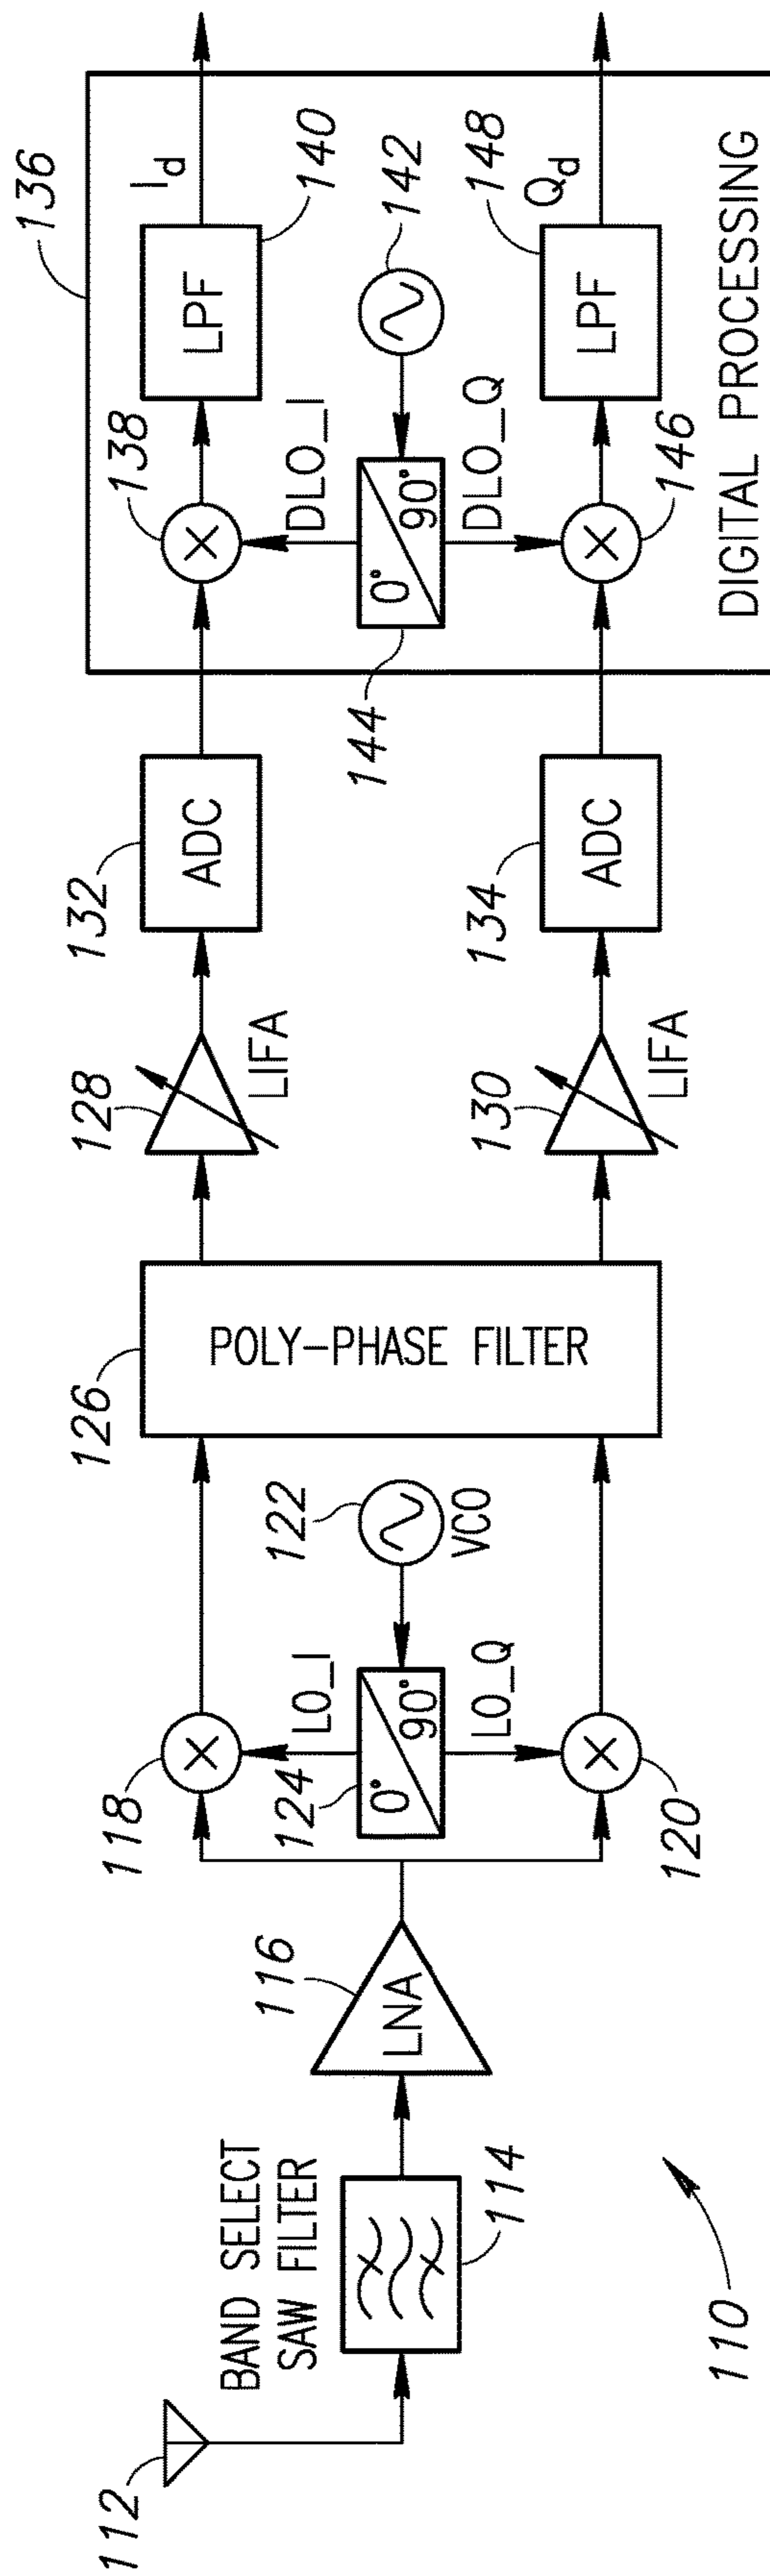 112
BAND SELECT
SAW FILTER
114
110
LNA
116
118
LO_I
0°
90°
124
LO_Q
120
122
VCO
126
POLY-PHASE FILTER
128
LIFA
130
LIFA
132
ADC
134
ADC
136
138
DLO_I
0°
90°
144
DLO_Q
146
LPF
140
142
LPF
148
Id
Qd
DIGITAL PROCESSING